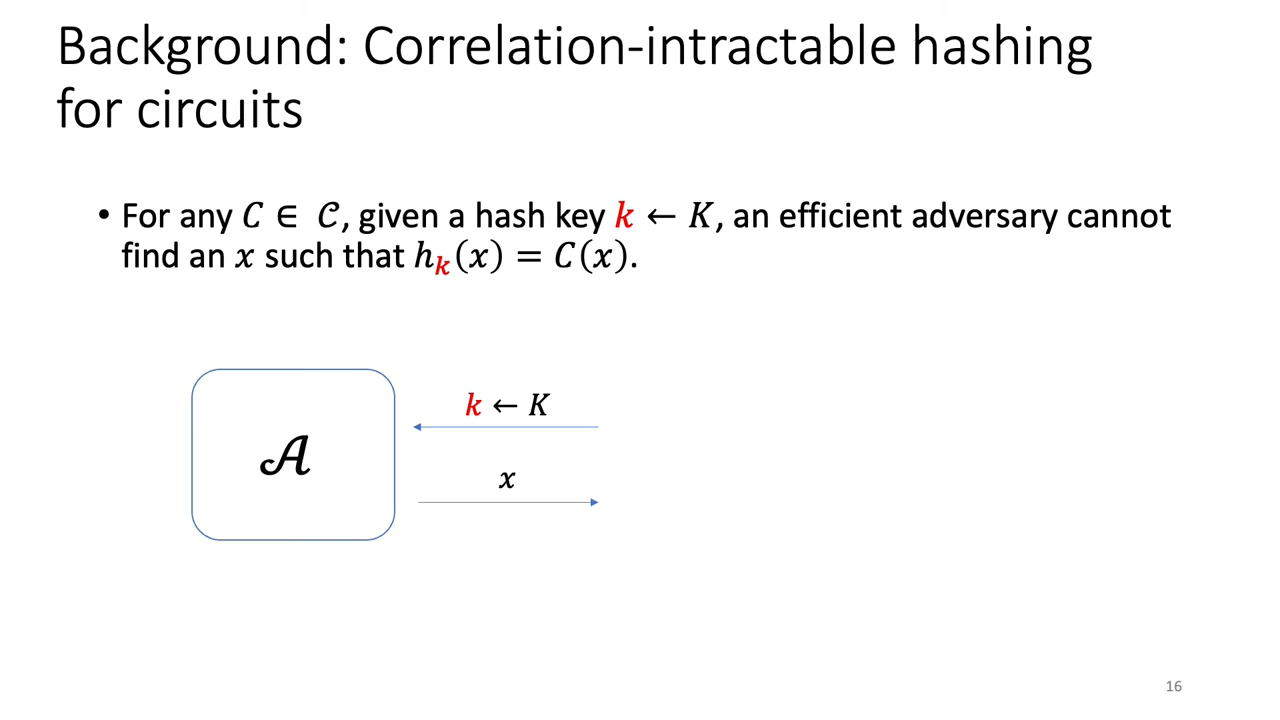 Background: Correlation-intractable hashing
for circuits
• For any 𝐶 ∈ 𝒞, given a hash key 𝑘 ← 𝐾, an efficient adversary cannot
find an 𝑥 such that ℎ𝑘(𝑥) = 𝐶(𝑥).
𝑘 ← 𝐾
𝒜
𝑥
16